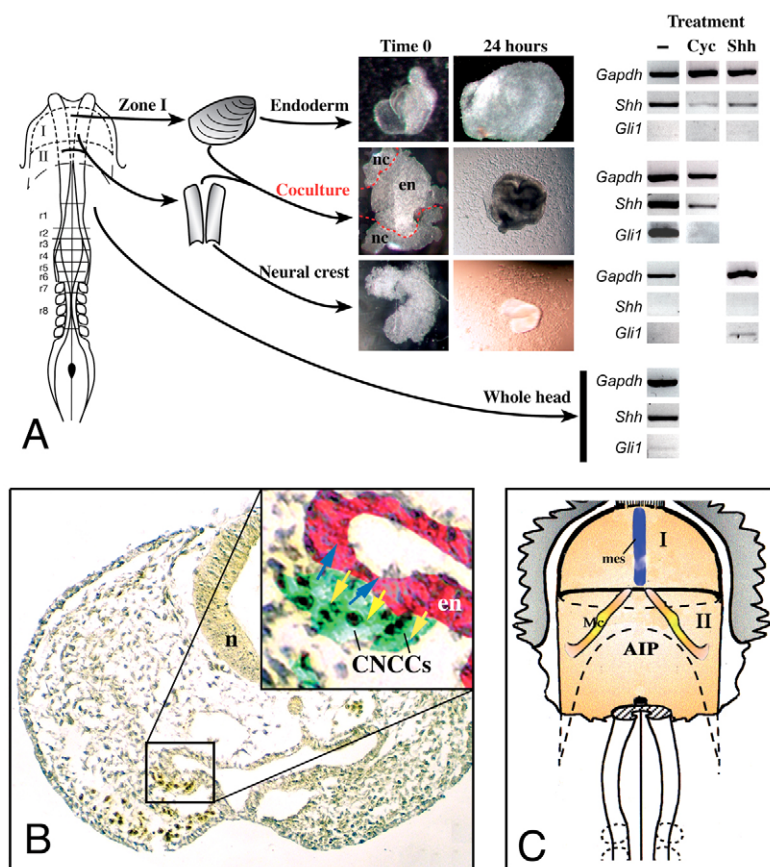 Treatment
Time 0 24 hours – Cyc Shh
Zone I Endoderm Gapdh
I Shh
II Gli1
nc
Coculture en Gapdh
nc Shh
r1 Gli1
r2
r3
r4 Neural crest Gapdh
r5
r6 Shh
r7
r8 Gli1
Whole head Gapdh
Shh
A Gli1
en
n
CNCCs
B
I
mes
Mc II
AIP
C